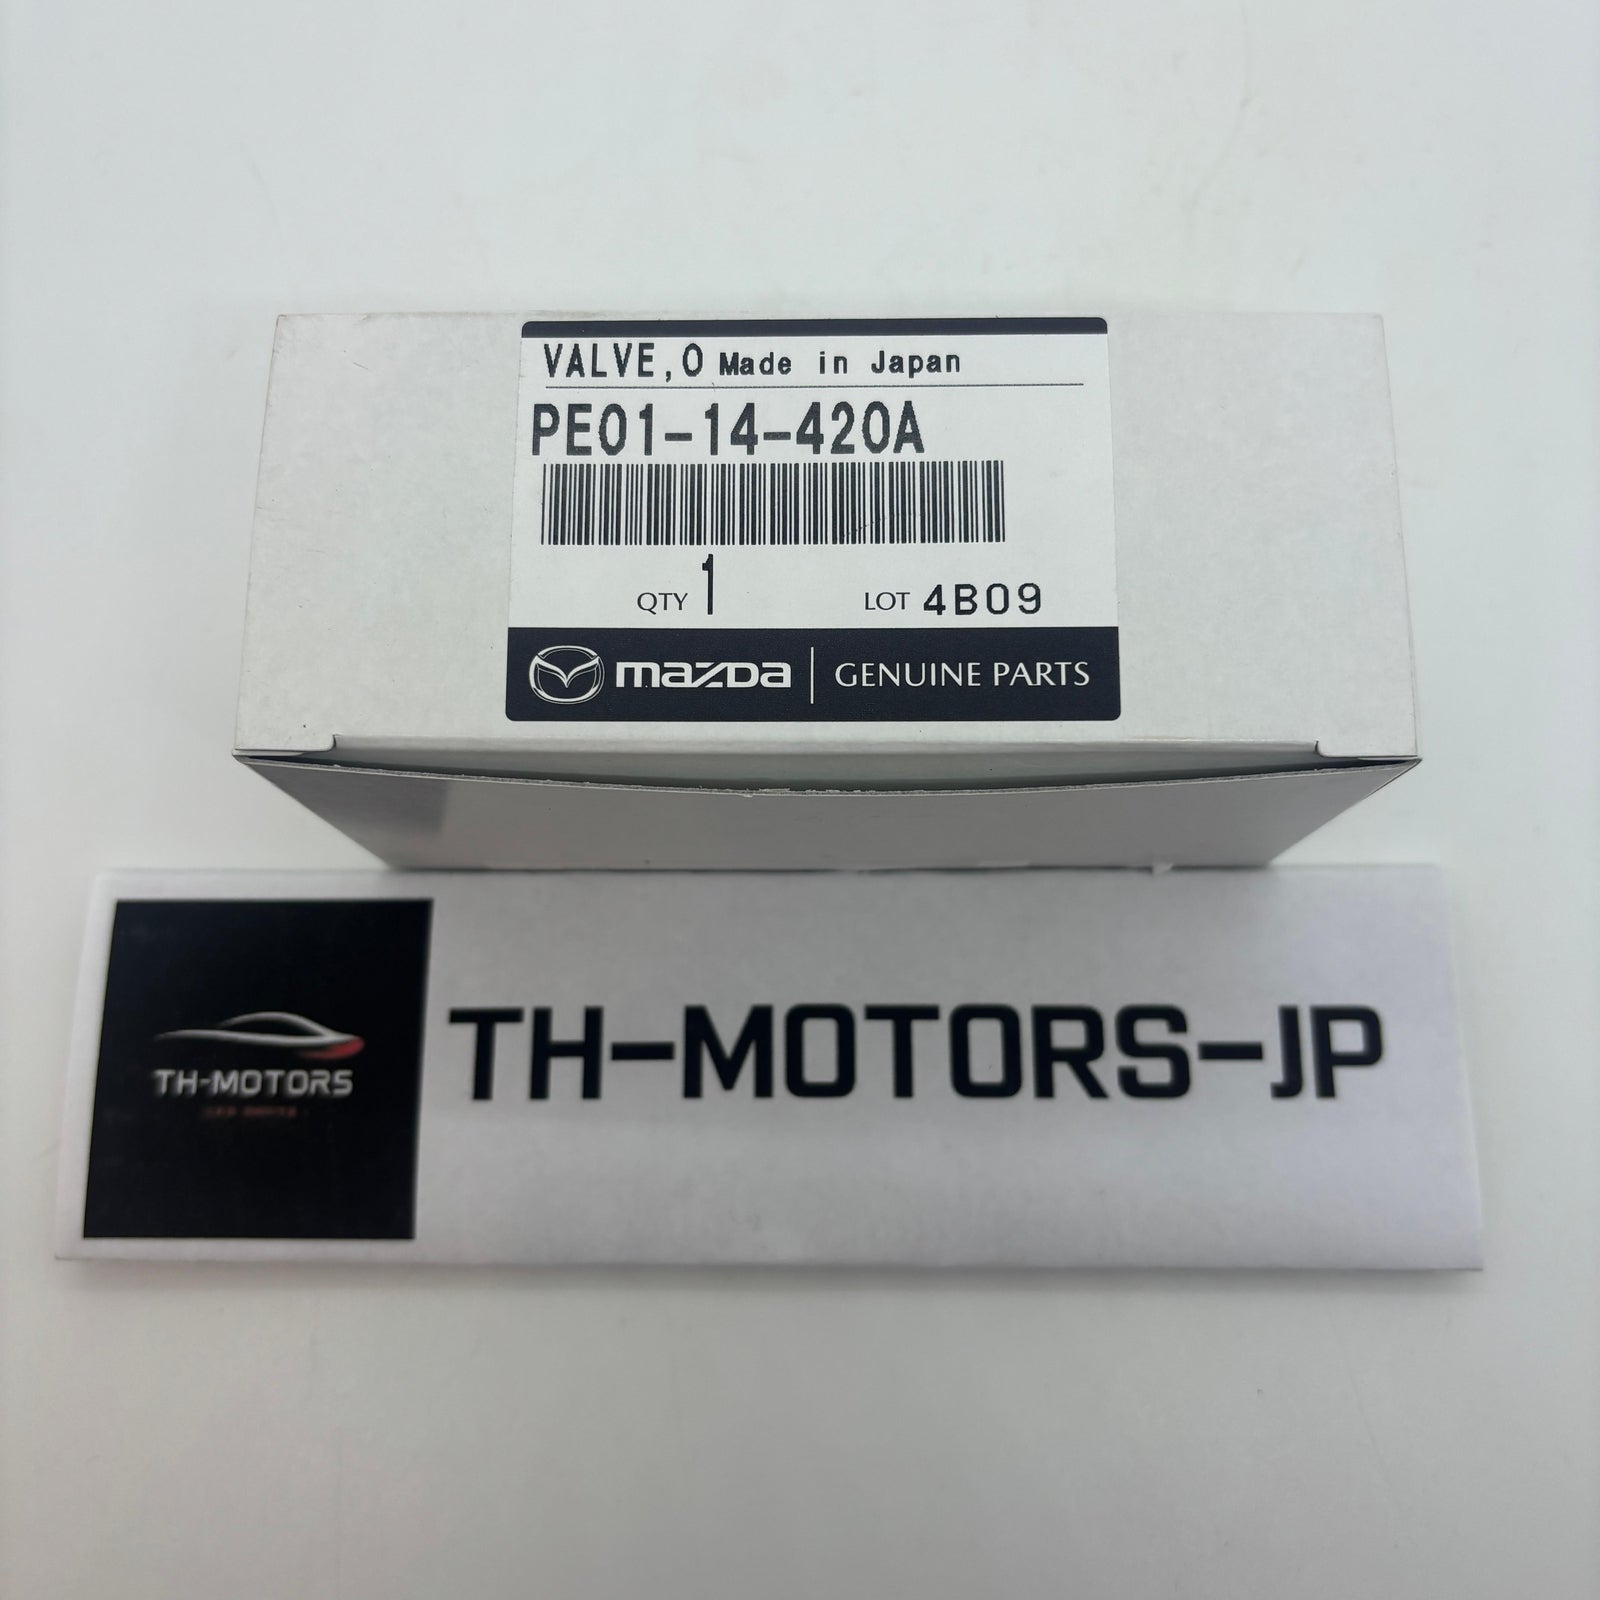 VALVE,O Made in Japan
PE01-14-420A
QTY 1 LOT 4B09
mazda GENUINE PARTS
TH-MOTORS-JP
TH-MOTORS